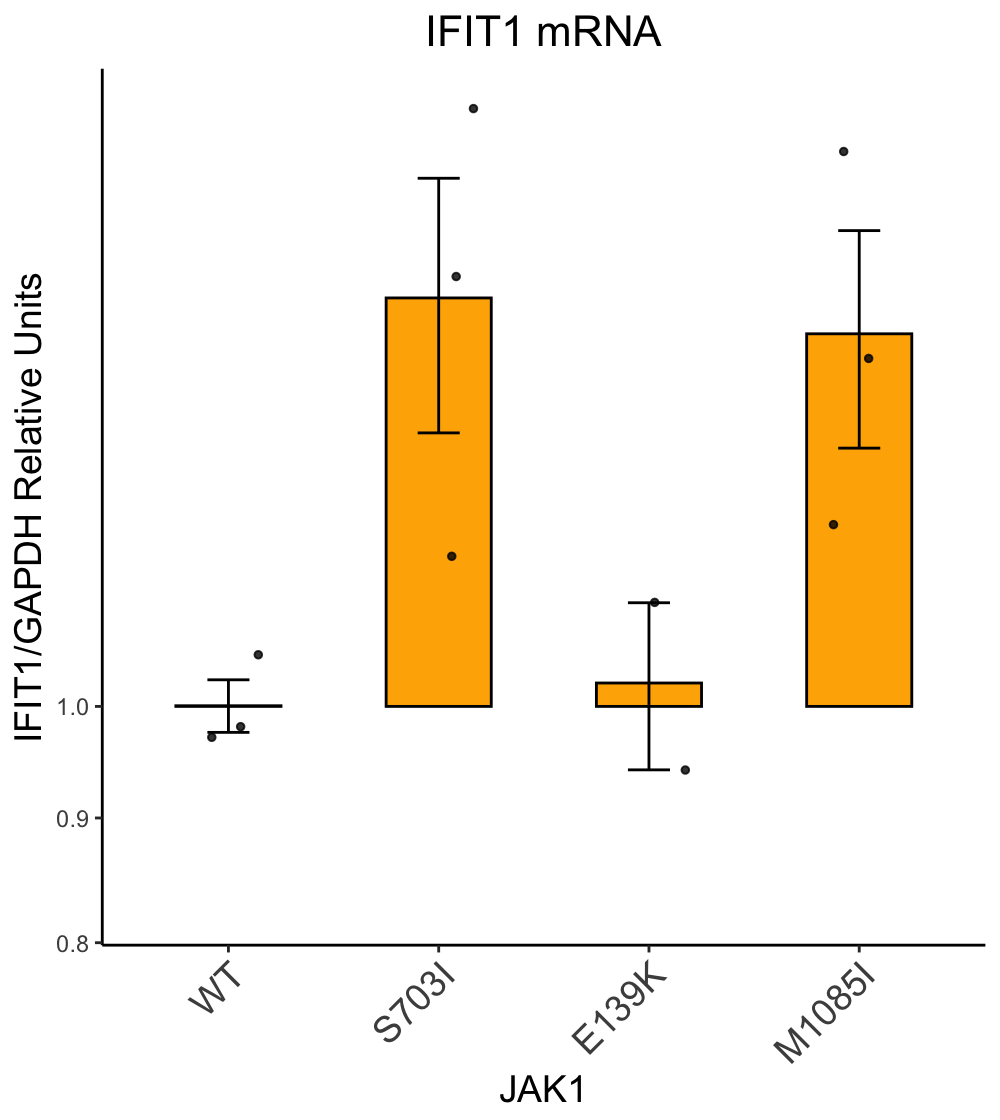 IFIT1 mRNA
IFIT1/GAPDH Relative Units
1.0
0.9
0.8
WT
S703I
E139K
M1085I
JAK1